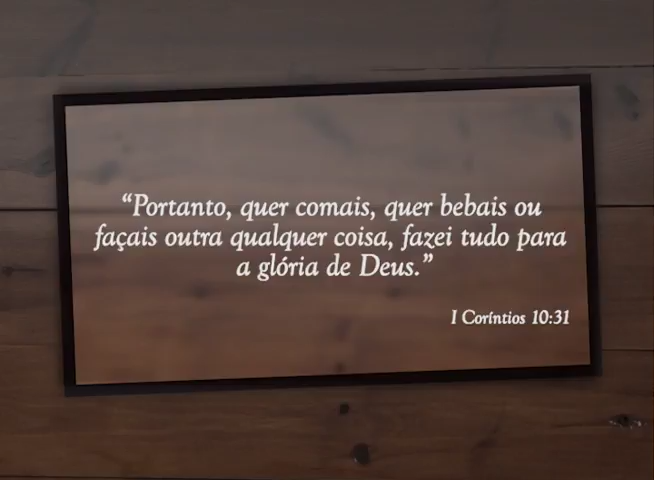 “Portanto, quer comais, quer bebais ou
façais outra qualquer coisa, fazei tudo para
a glória de Deus.”
I Coríntios 10:31